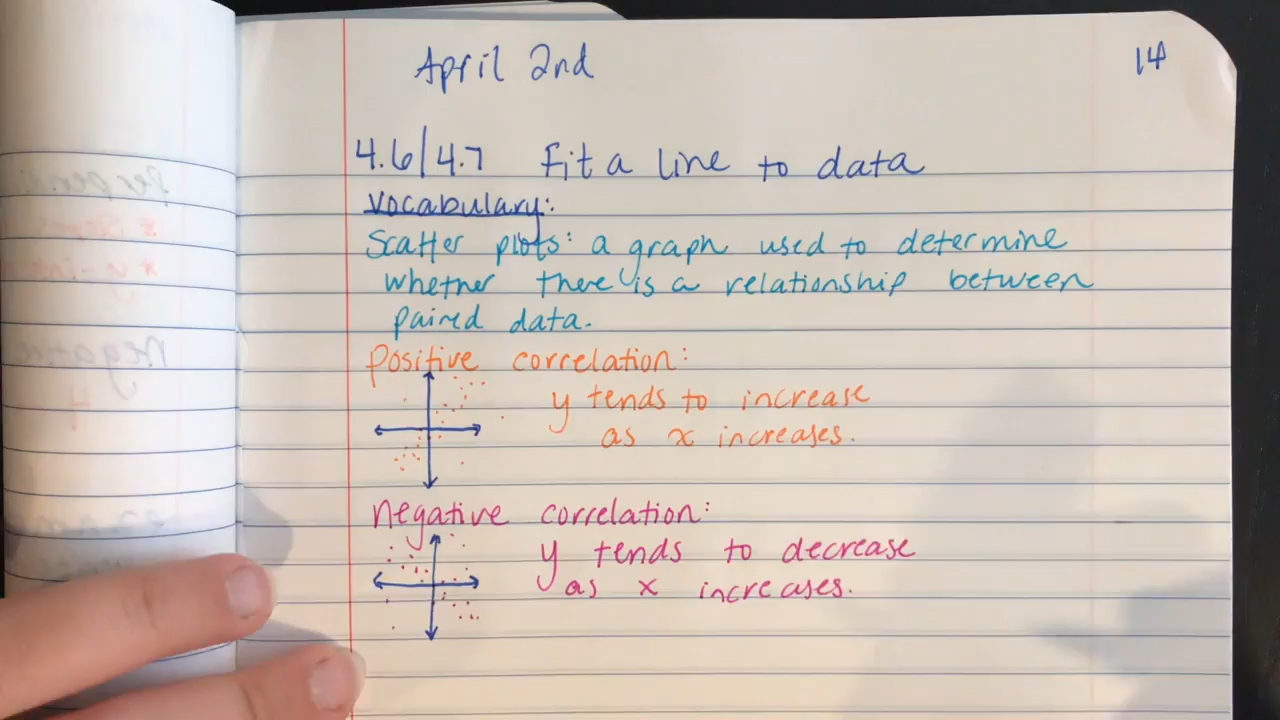 April 2nd
14
4.6/4.7 Fit a line to data
Vocabulary:
Scatter plots: a graph used to determine
whether there is a relationship between
paired data.
Positive correlation:
y tends to increase
as x increases.
Negative correlation:
y tends to decrease
as x increases.